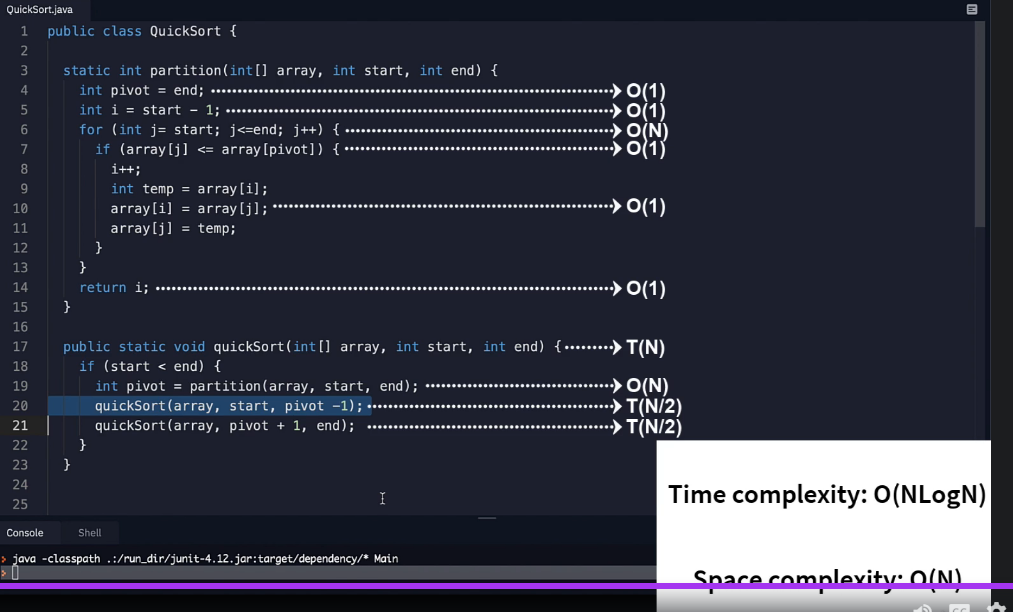 QuickSort.java
1 public class QuickSort {
2
3 static int partition(int[] array, int start, int end) {
4 int pivot = end; O(1)
5 int i = start - 1; O(1)
6 for (int j= start; j<=end; j++) { O(N)
7 if (array[j] <= array[pivot]) { O(1)
8 i++;
9 int temp = array[i];
10 array[i] = array[j]; O(1)
11 array[j] = temp;
12 }
13 }
14 return i; O(1)
15 }
16
17 public static void quickSort(int[] array, int start, int end) { T(N)
18 if (start < end) {
19 int pivot = partition(array, start, end); O(N)
20 quickSort(array, start, pivot -1); T(N/2)
21 quickSort(array, pivot + 1, end); T(N/2)
22 }
23 }
24
25
Time complexity: O(NLogN)
Console Shell
> java -classpath .:/run_dir/junit-4.12.jar:target/dependency/* Main
>
Space complexity: O(N)
CC